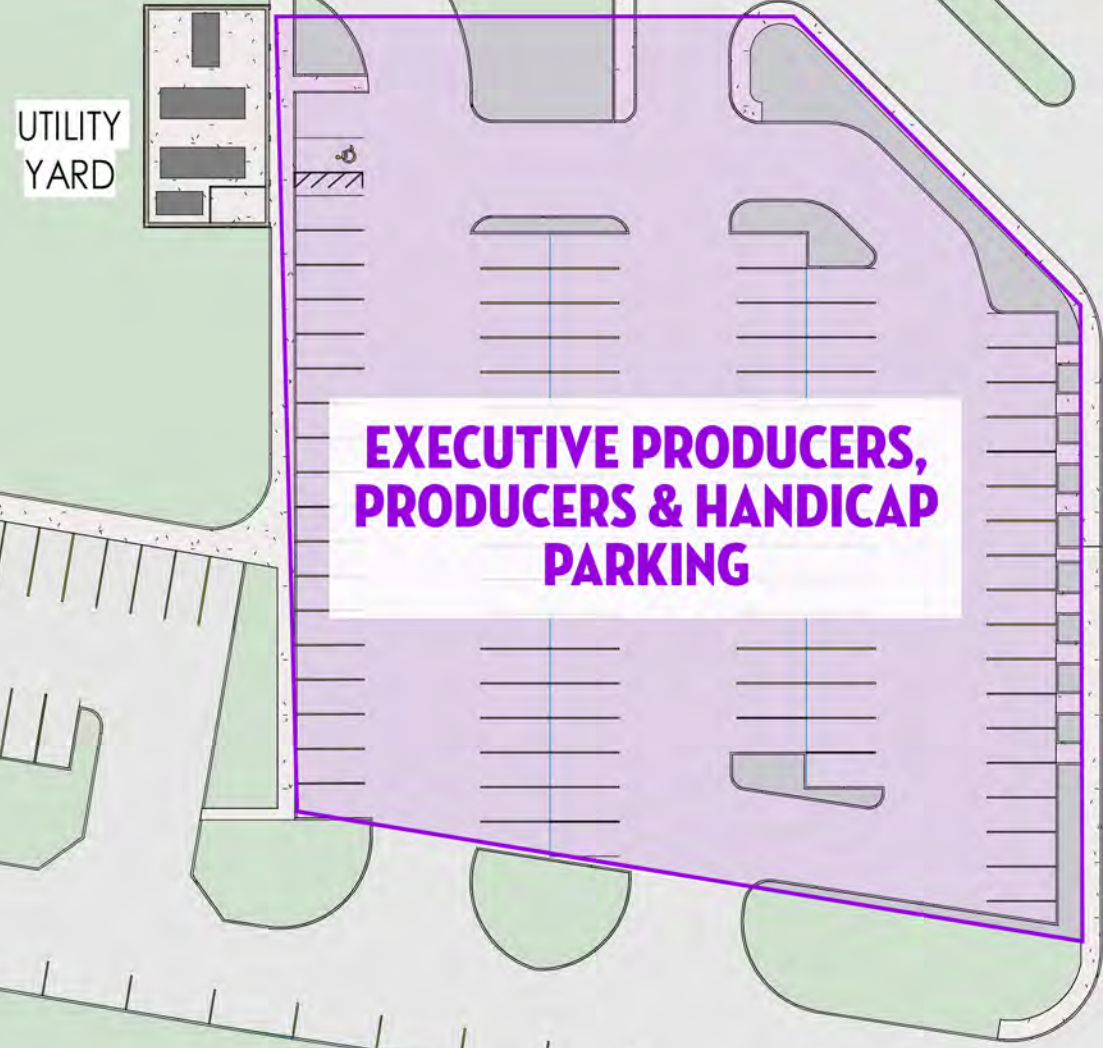 UTILITY
YARD
EXECUTIVE PRODUCERS,
PRODUCERS & HANDICAP
PARKING